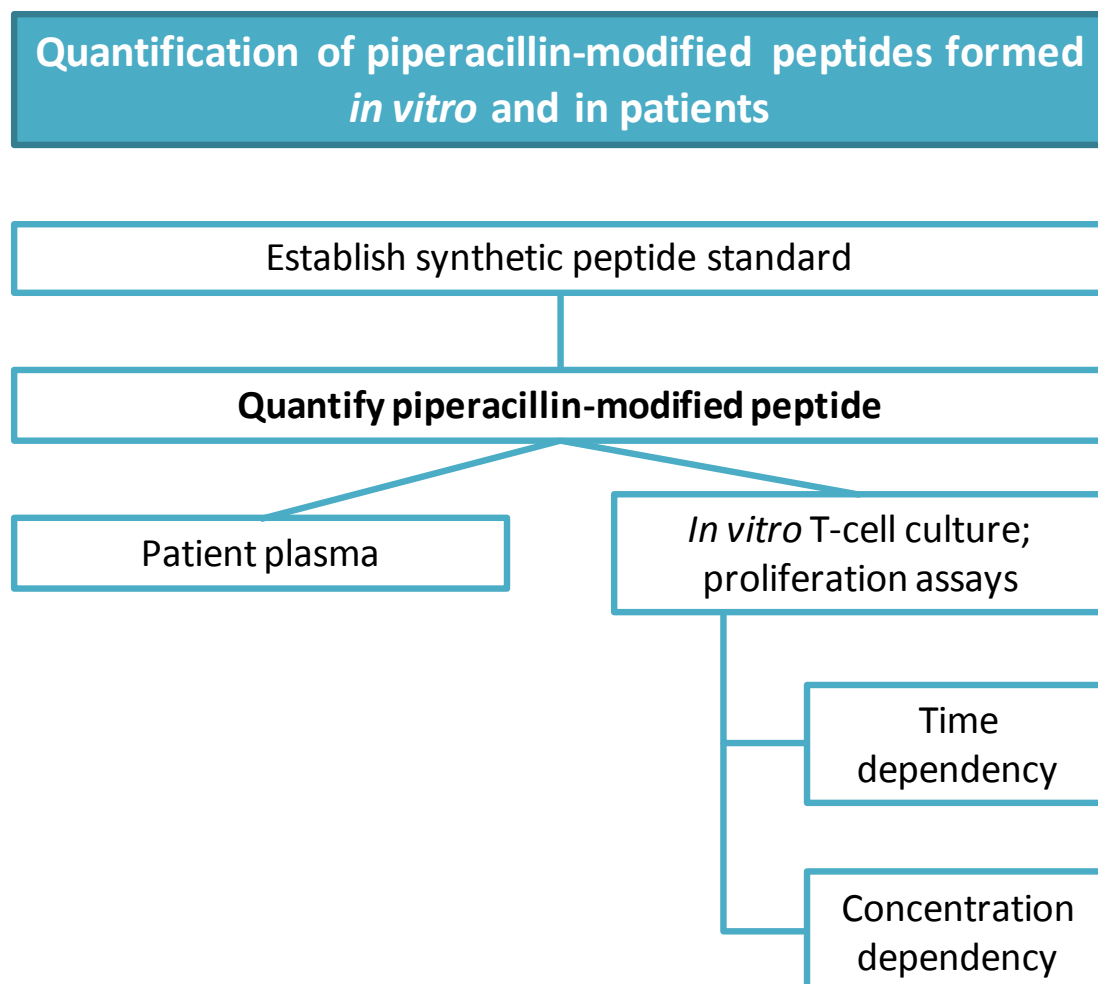 Quantification of piperacillin-modified peptides formed
in vitro and in patients
Establish synthetic peptide standard
Quantify piperacillin-modified peptide
Patient plasma
In vitro T-cell culture;
proliferation assays
Time
dependency
Concentration
dependency